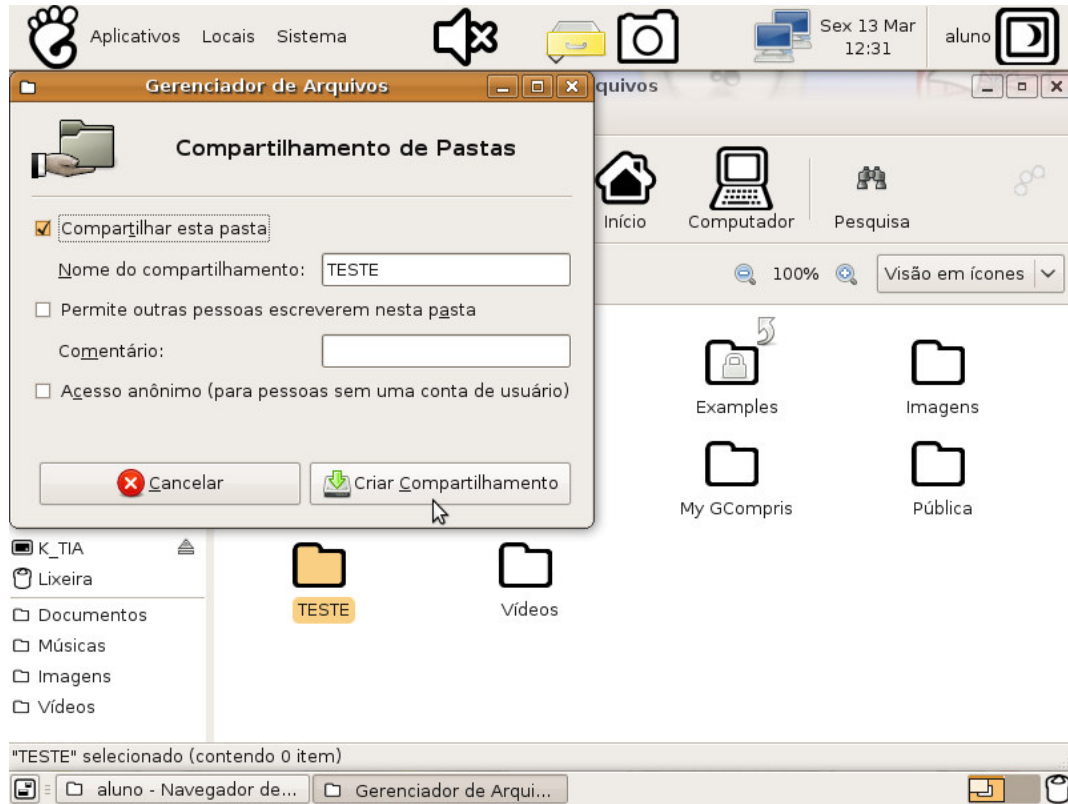 Aplicativos Locais Sistema
Sex 13 Mar
12:31
aluno
Gerenciador de Arquivos
quivos
Compartilhamento de Pastas
Compartilhar esta pasta
Nome do compartilhamento: TESTE
Permite outras pessoas escreverem nesta pasta
Comentário:
Acesso anônimo (para pessoas sem uma conta de usuário)
Cancelar
Criar Compartilhamento
Início
Computador
Pesquisa
100%
Visão em ícones
Examples
Imagens
My GCompris
Pública
K_TIA
Lixeira
Documentos
Músicas
Imagens
Vídeos
TESTE
Vídeos
"TESTE" selecionado (contendo 0 item)
aluno - Navegador de...
Gerenciador de Arqui...